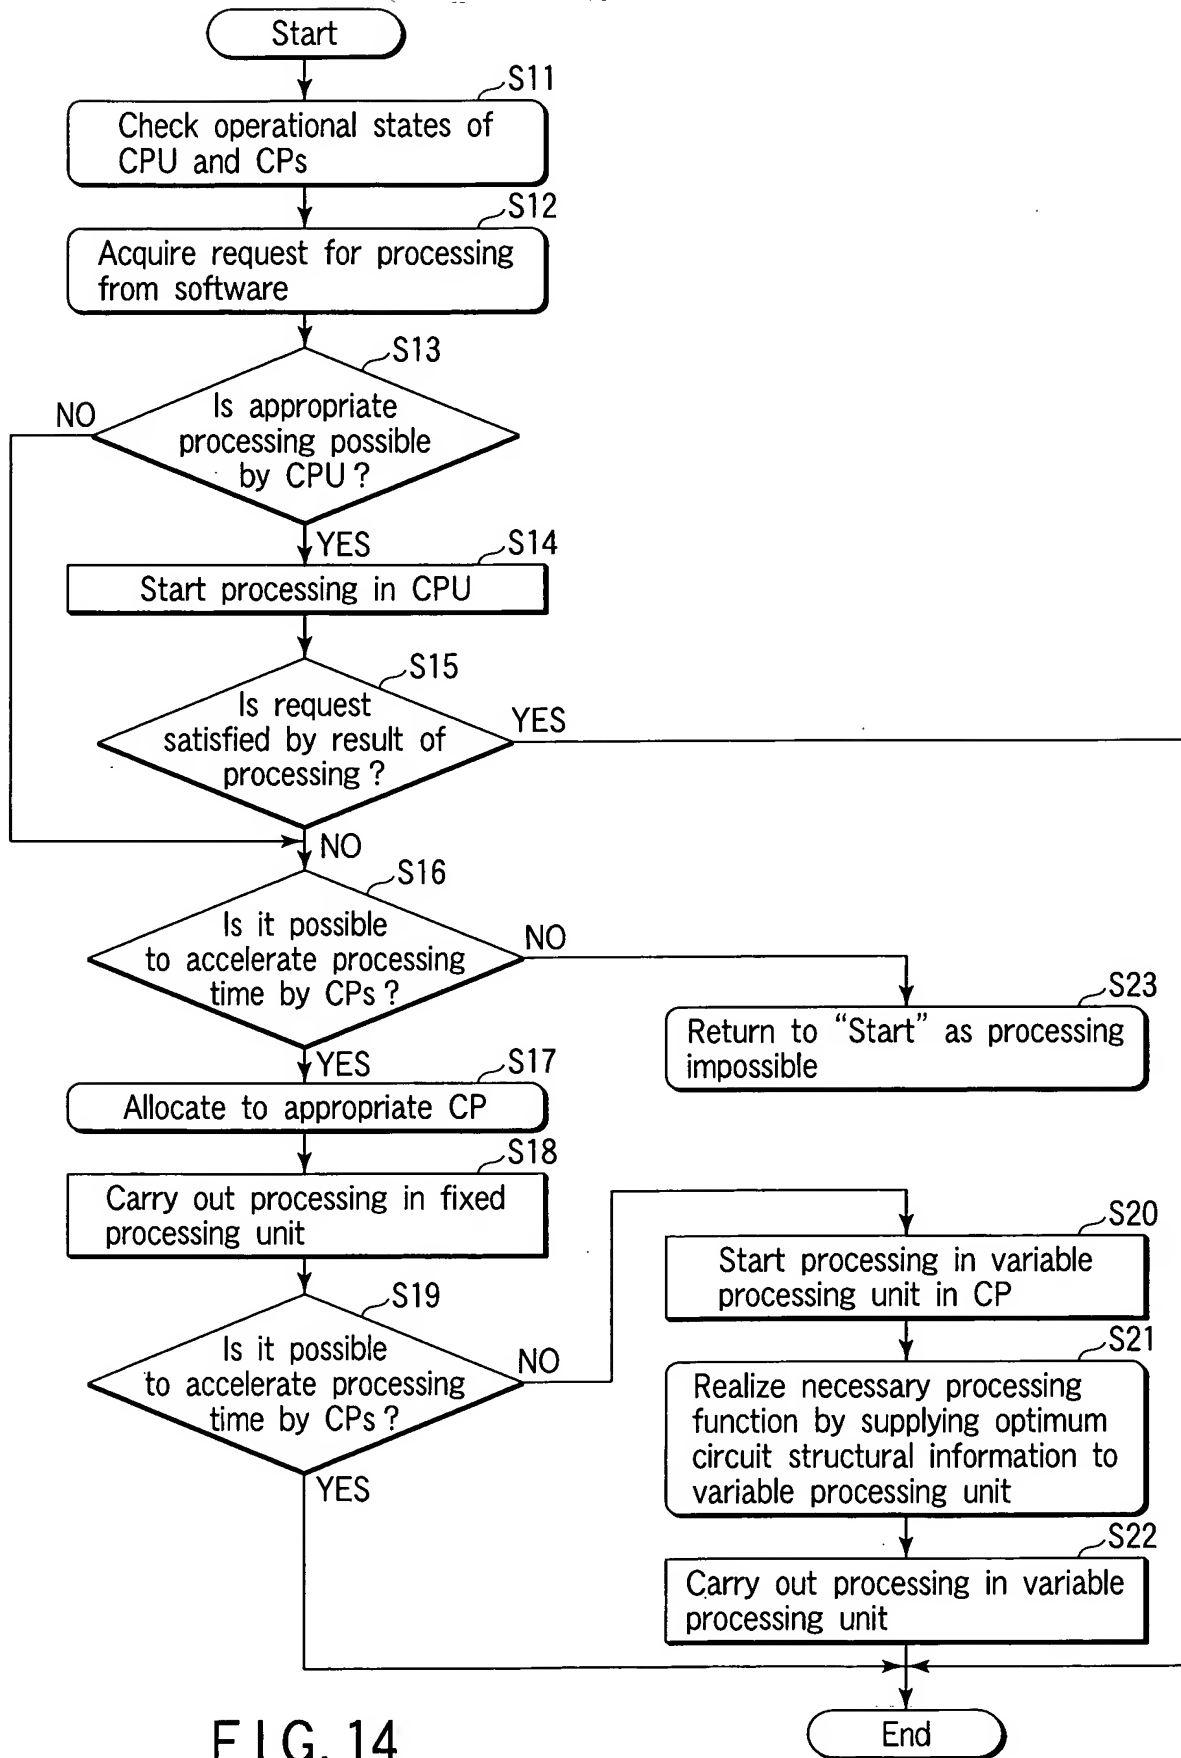 Start
S11
Check operational states of
CPU and CPs
S12
Acquire request for processing
from software
S13
NO
Is appropriate
processing possible
by CPU?
YES
S14
Start processing in CPU
S15
Is request
satisfied by result of
processing?
YES
NO
S16
Is it possible
to accelerate processing
time by CPs?
NO
S23
Return to “Start” as processing
impossible
YES
S17
Allocate to appropriate CP
S18
Carry out processing in fixed
processing unit
S19
Is it possible
to accelerate processing
time by CPs?
NO
YES
S20
Start processing in variable
processing unit in CP
S21
Realize necessary processing
function by supplying optimum
circuit structural information to
variable processing unit
S22
Carry out processing in variable
processing unit
End
FIG. 14